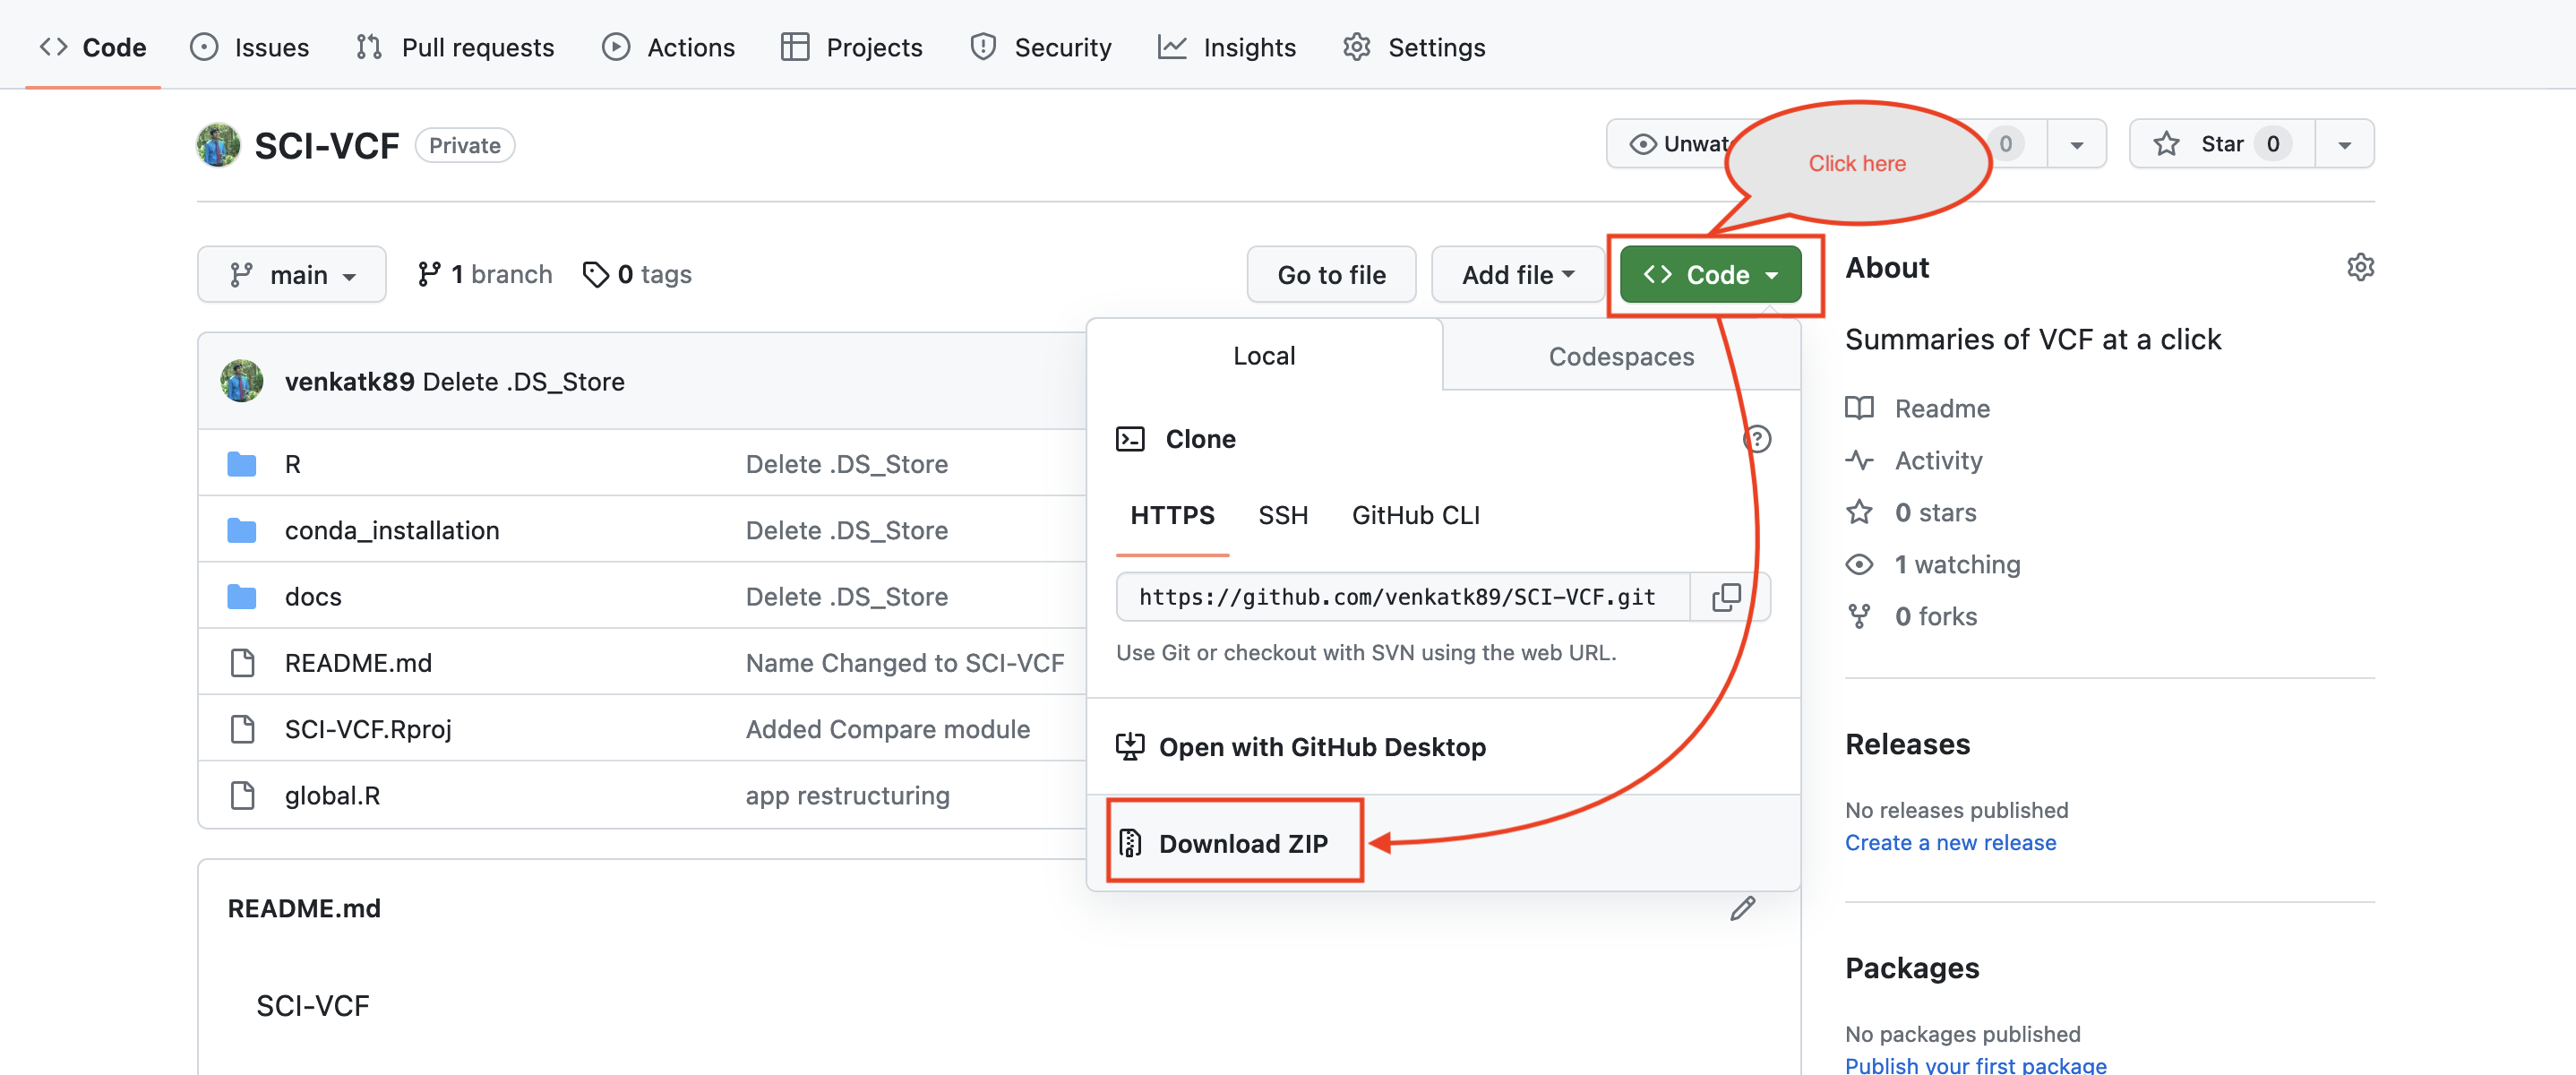 Code Issues Pull requests Actions Projects Security Insights Settings
SCI-VCF Private
0
Star 0
Click here
main 1 branch 0 tags
Go to file Add file Code
venkatk89 Delete .DS_Store
R Delete .DS_Store
conda_installation Delete .DS_Store
docs Delete .DS_Store
README.md Name Changed to SCI-VCF
SCI-VCF.Rproj Added Compare module
global.R app restructuring
Local Codespaces
Clone
HTTPS SSH GitHub CLI
https://github.com/venkatk89/SCI-VCF.git
Use Git or checkout with SVN using the web URL.
Open with GitHub Desktop
Download ZIP
README.md
SCI-VCF
About
Summaries of VCF at a click
Readme
Activity
0 stars
1 watching
0 forks
Releases
No releases published
Create a new release
Packages
No packages published
Publish your first package